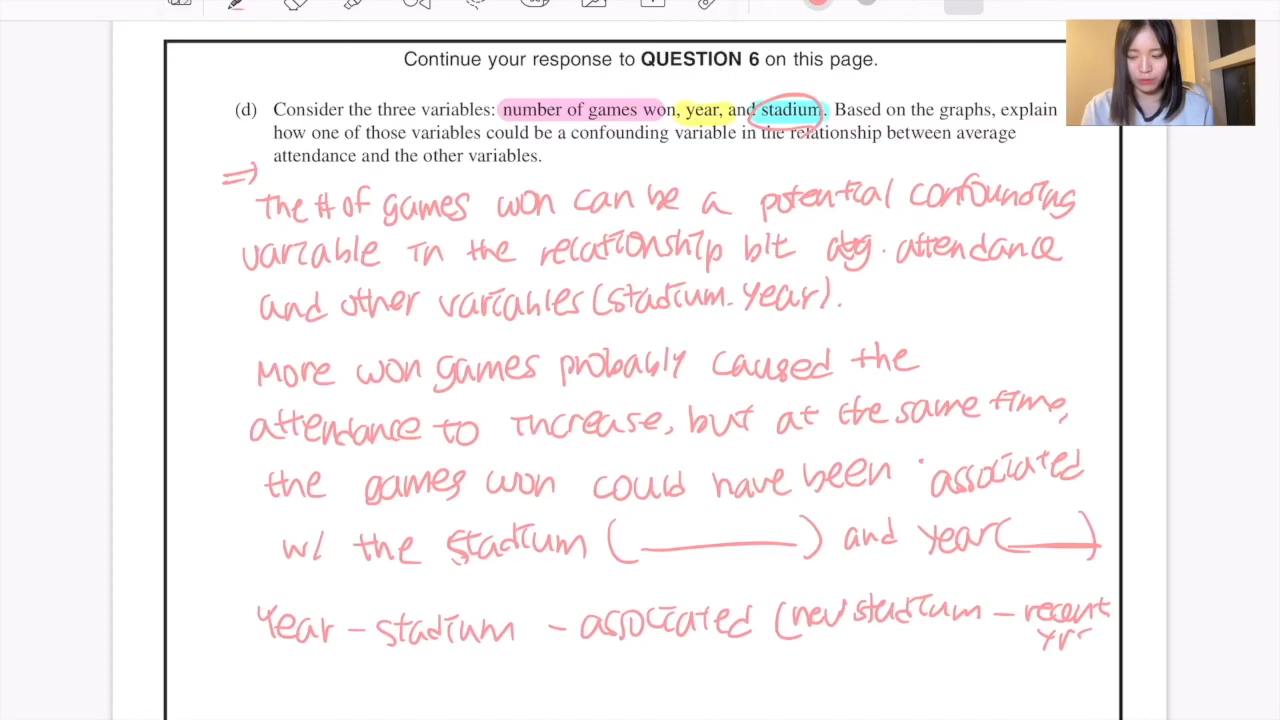 Continue your response to QUESTION 6 on this page.
(d) Consider the three variables: number of games won, year, and stadium. Based on the graphs, explain
how one of those variables could be a confounding variable in the relationship between average
attendance and the other variables.
⇒ The # of games won can be a potential confounding
variable in the relationship b/t avg. attendance
and other variables (stadium. year).
More won games probably caused the
attendance to increase, but at the same time,
the games won could have been associated
w/ the stadium (______) and year(____)
Year - stadium - associated (new stadium - recent
yr